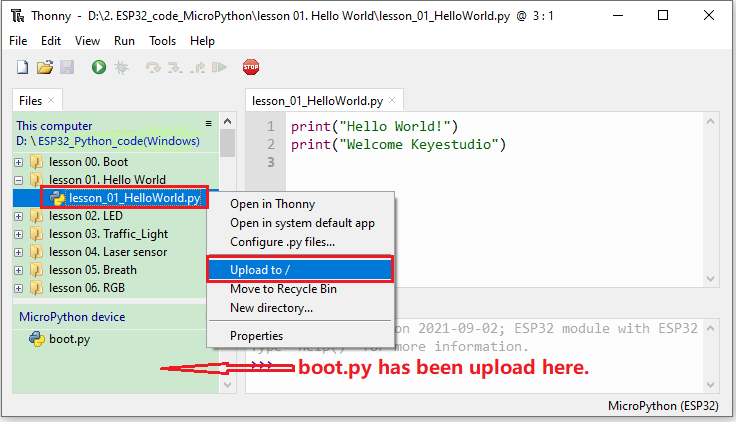 Thonny - D:\2. ESP32_code_MicroPython\lesson 01. Hello World\lesson_01_HelloWorld.py @ 3 : 1
File Edit View Run Tools Help
STOP
Files ×
This computer
D: \ ESP32_Python_code(Windows)
lesson 00. Boot
lesson 01. Hello World
lesson_01_HelloWorld.py
lesson 02. LED
lesson 03. Traffic_Light
lesson 04. Laser sensor
lesson 05. Breath
lesson 06. RGB
MicroPython device
boot.py
lesson_01_HelloWorld.py ×
1 print("Hello World!")
2 print("Welcome Keyestudio")
3
Open in Thonny
Open in system default app
Configure .py files...
Upload to /
Move to Recycle Bin
New directory...
Properties
on 2021-09-02; ESP32 module with ESP32
for more information.
>>>
boot.py has been upload here.
MicroPython (ESP32)